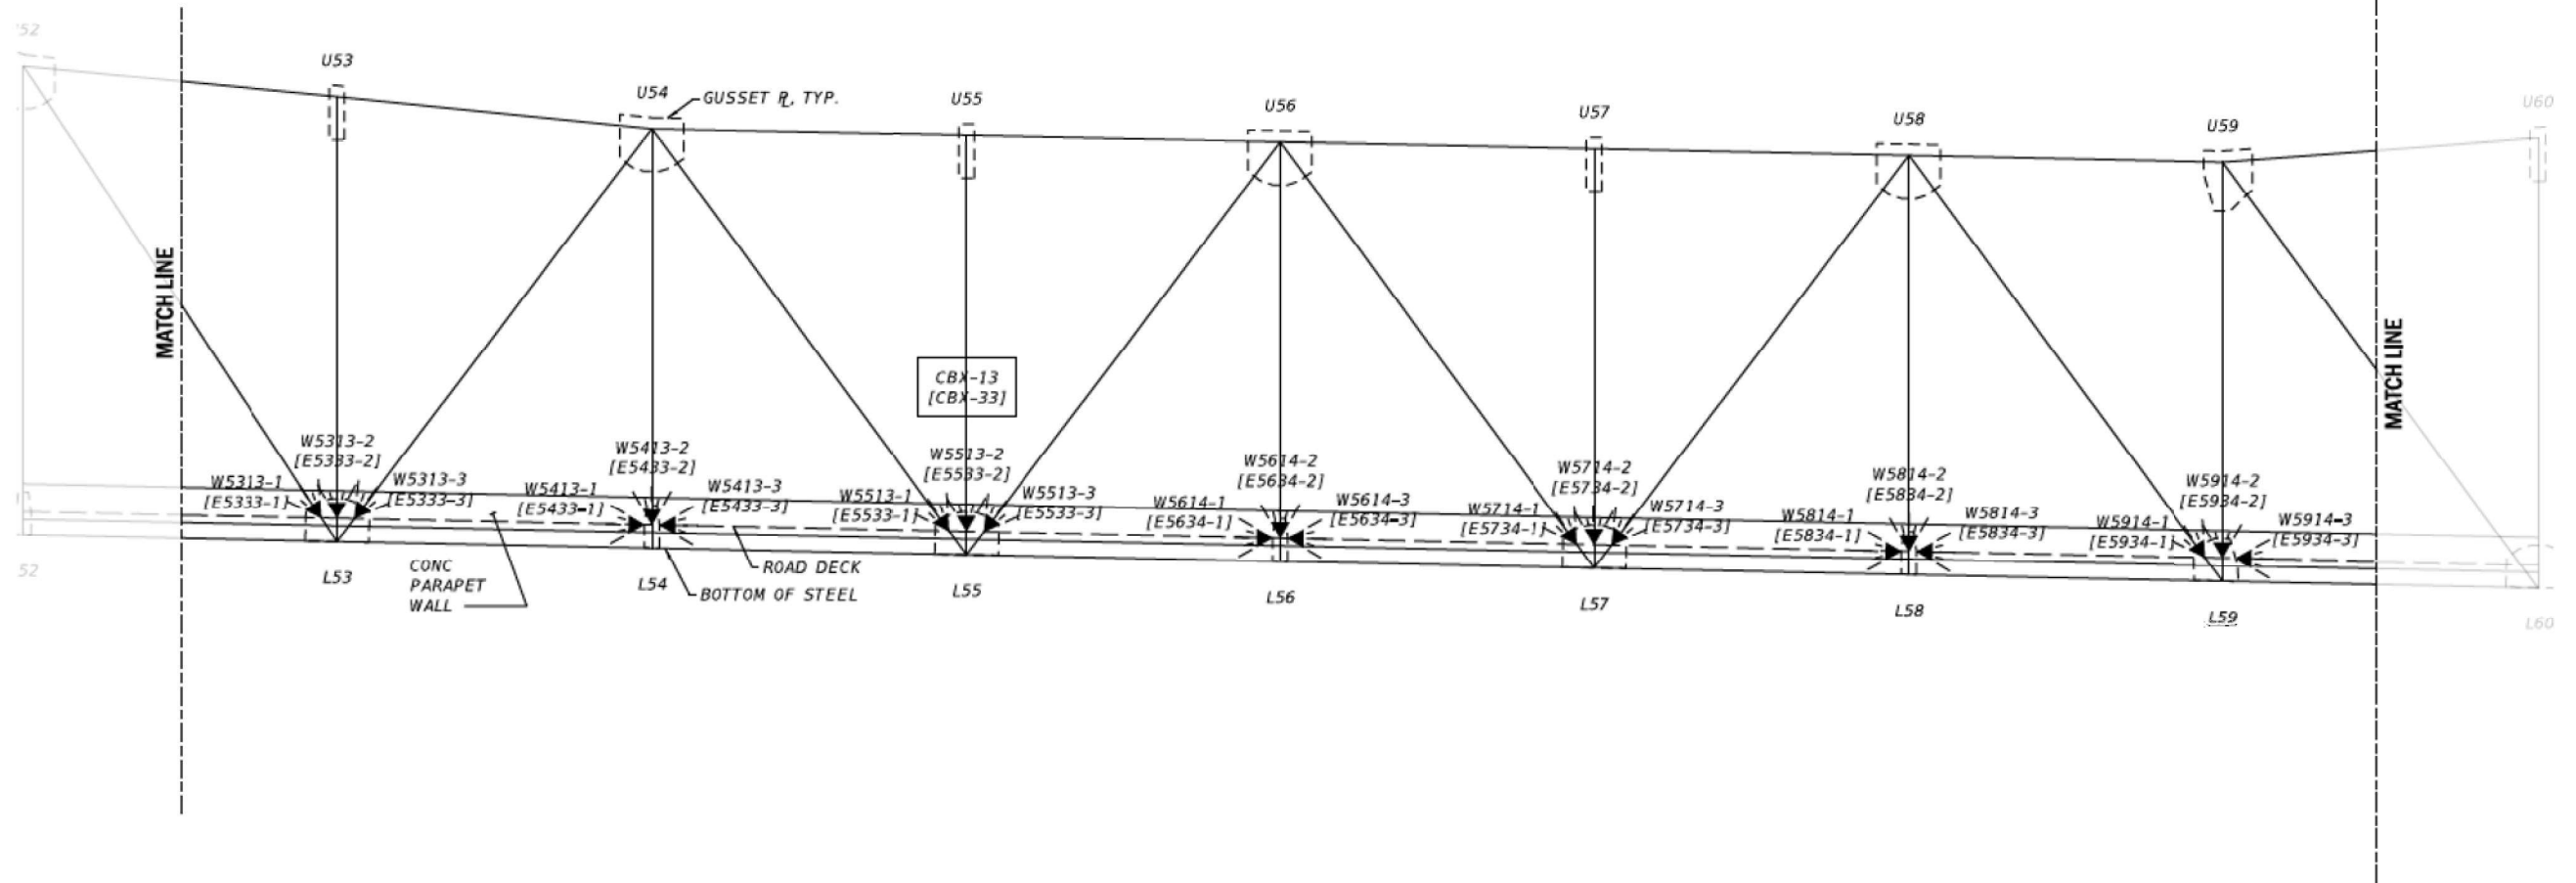 '52
U53
U54
GUSSET PL, TYP.
U55
U56
U57
U58
U59
U60
MATCH LINE
MATCH LINE
CBX-13
[CBX-33]
W5313-1
[E5333-1]
W5313-2
[E5333-2]
W5313-3
[E5333-3]
W5413-1
[E5433-1]
W5413-2
[E5433-2]
W5413-3
[E5433-3]
W5513-1
[E5533-1]
W5513-2
[E5533-2]
W5513-3
[E5533-3]
W5614-1
[E5634-1]
W5614-2
[E5634-2]
W5614-3
[E5634-3]
W5714-1
[E5734-1]
W5714-2
[E5734-2]
W5714-3
[E5734-3]
W5814-1
[E5834-1]
W5814-2
[E5834-2]
W5814-3
[E5834-3]
W5914-1
[E5934-1]
W5914-2
[E5934-2]
W5914-3
[E5934-3]
52
L53
CONC
PARAPET
WALL
L54
ROAD DECK
BOTTOM OF STEEL
L55
L56
L57
L58
L59
L60